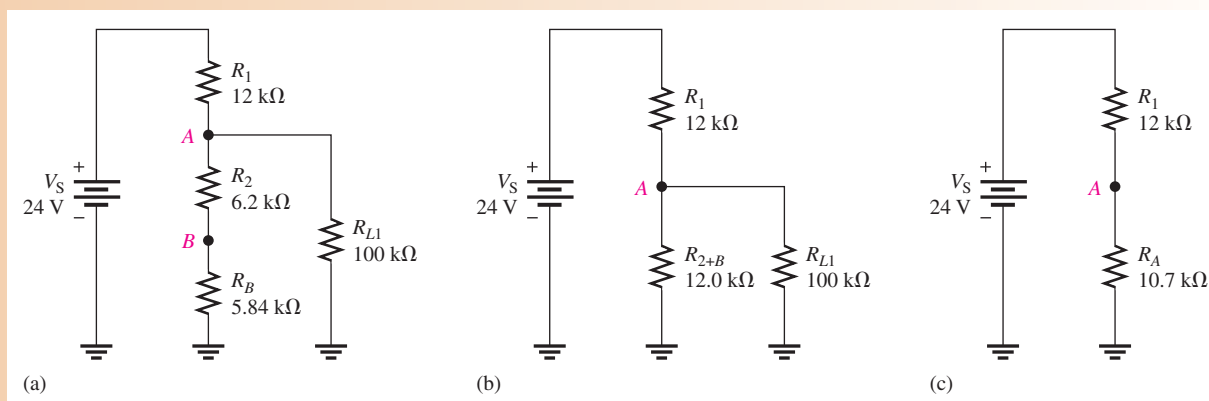 R1
12 kΩ
A
R2
6.2 kΩ
+
VS
24 V
−
B
RL1
100 kΩ
RB
5.84 kΩ
(a)
R1
12 kΩ
+
VS
24 V
−
A
R2+B
12.0 kΩ
RL1
100 kΩ
(b)
R1
12 kΩ
+
VS
24 V
−
A
RA
10.7 kΩ
(c)